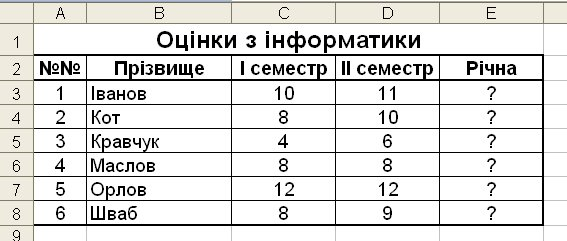 A B C D E
1 Оцінки з інформатики
2 №№ Прізвище І семестр ІІ семестр Річна
3 1 Іванов 10 11 ?
4 2 Кот 8 10 ?
5 3 Кравчук 4 6 ?
6 4 Маслов 8 8 ?
7 5 Орлов 12 12 ?
8 6 Шваб 8 9 ?
9